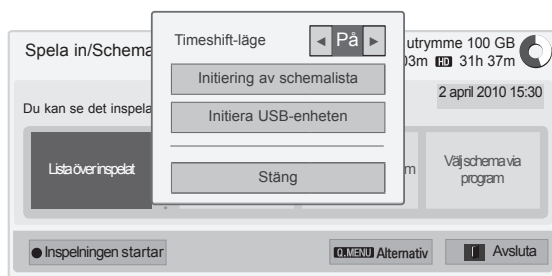 Spela in/Schema
utrymme 100 GB
03m HD 31h 37m
Timeshift-läge
◄ På ►
Initiering av schemalista
Initiera USB-enheten
Stäng
2 april 2010 15:30
Du kan se det inspela
Lista över inspelat
m
Välj schema via
program
● Inspelningen startar
Q.MENU Alternativ
Avsluta